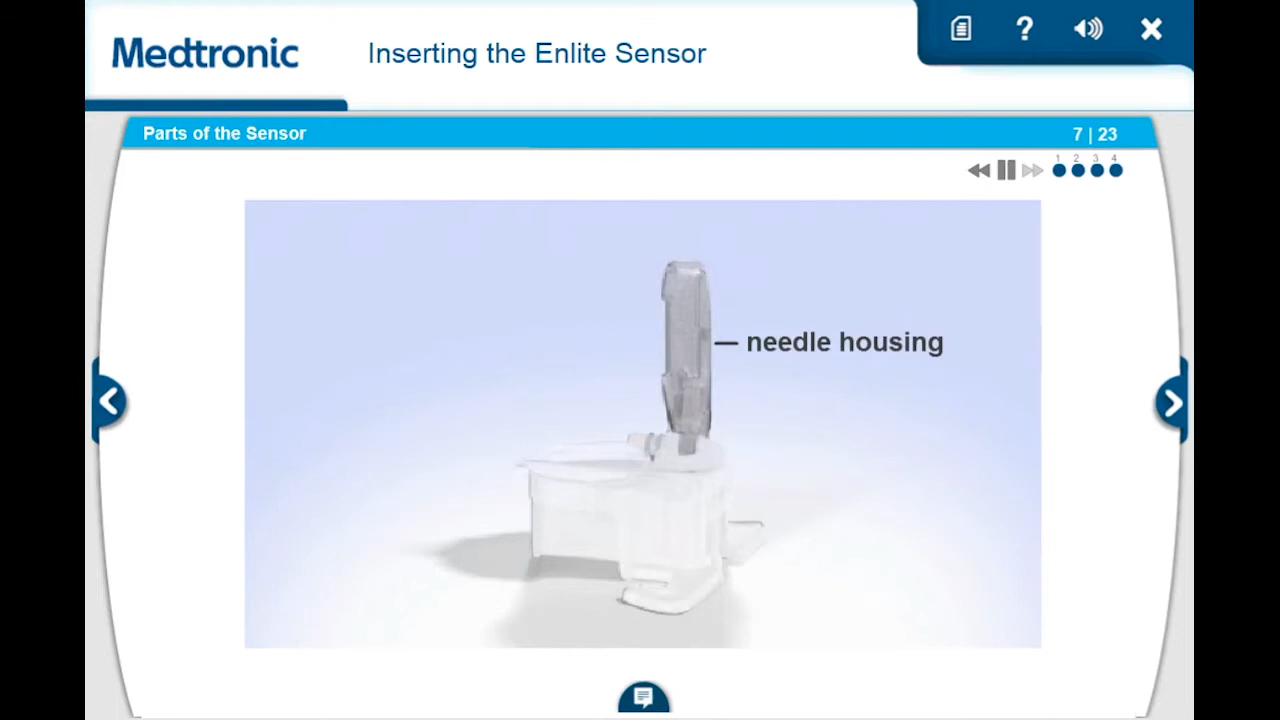 Medtronic
Inserting the Enlite Sensor
?
Parts of the Sensor
7 | 23
1 2 3 4
needle housing